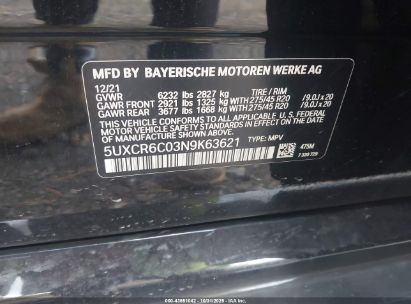 MFD BY BAYERISCHE MOTOREN WERKE AG
12/21 TIRE / RIM
GVWR 6232 lbs 2827 kg
GAWR FRONT 2921 lbs 1325 kg WITH 275/45 R20 / 9.0J x 20
GAWR REAR 3677 lbs 1668 kg WITH 275/45 R20 / 9.0J x 20
THIS VEHICLE CONFORMS TO ALL APPLICABLE U.S. FEDERAL
MOTOR VEHICLE SAFETY STANDARDS IN EFFECT ON THE DATE
OF MANUFACTURE SHOWN ABOVE.
5UXCR6C03N9K63621 TYPE: MPV
475M